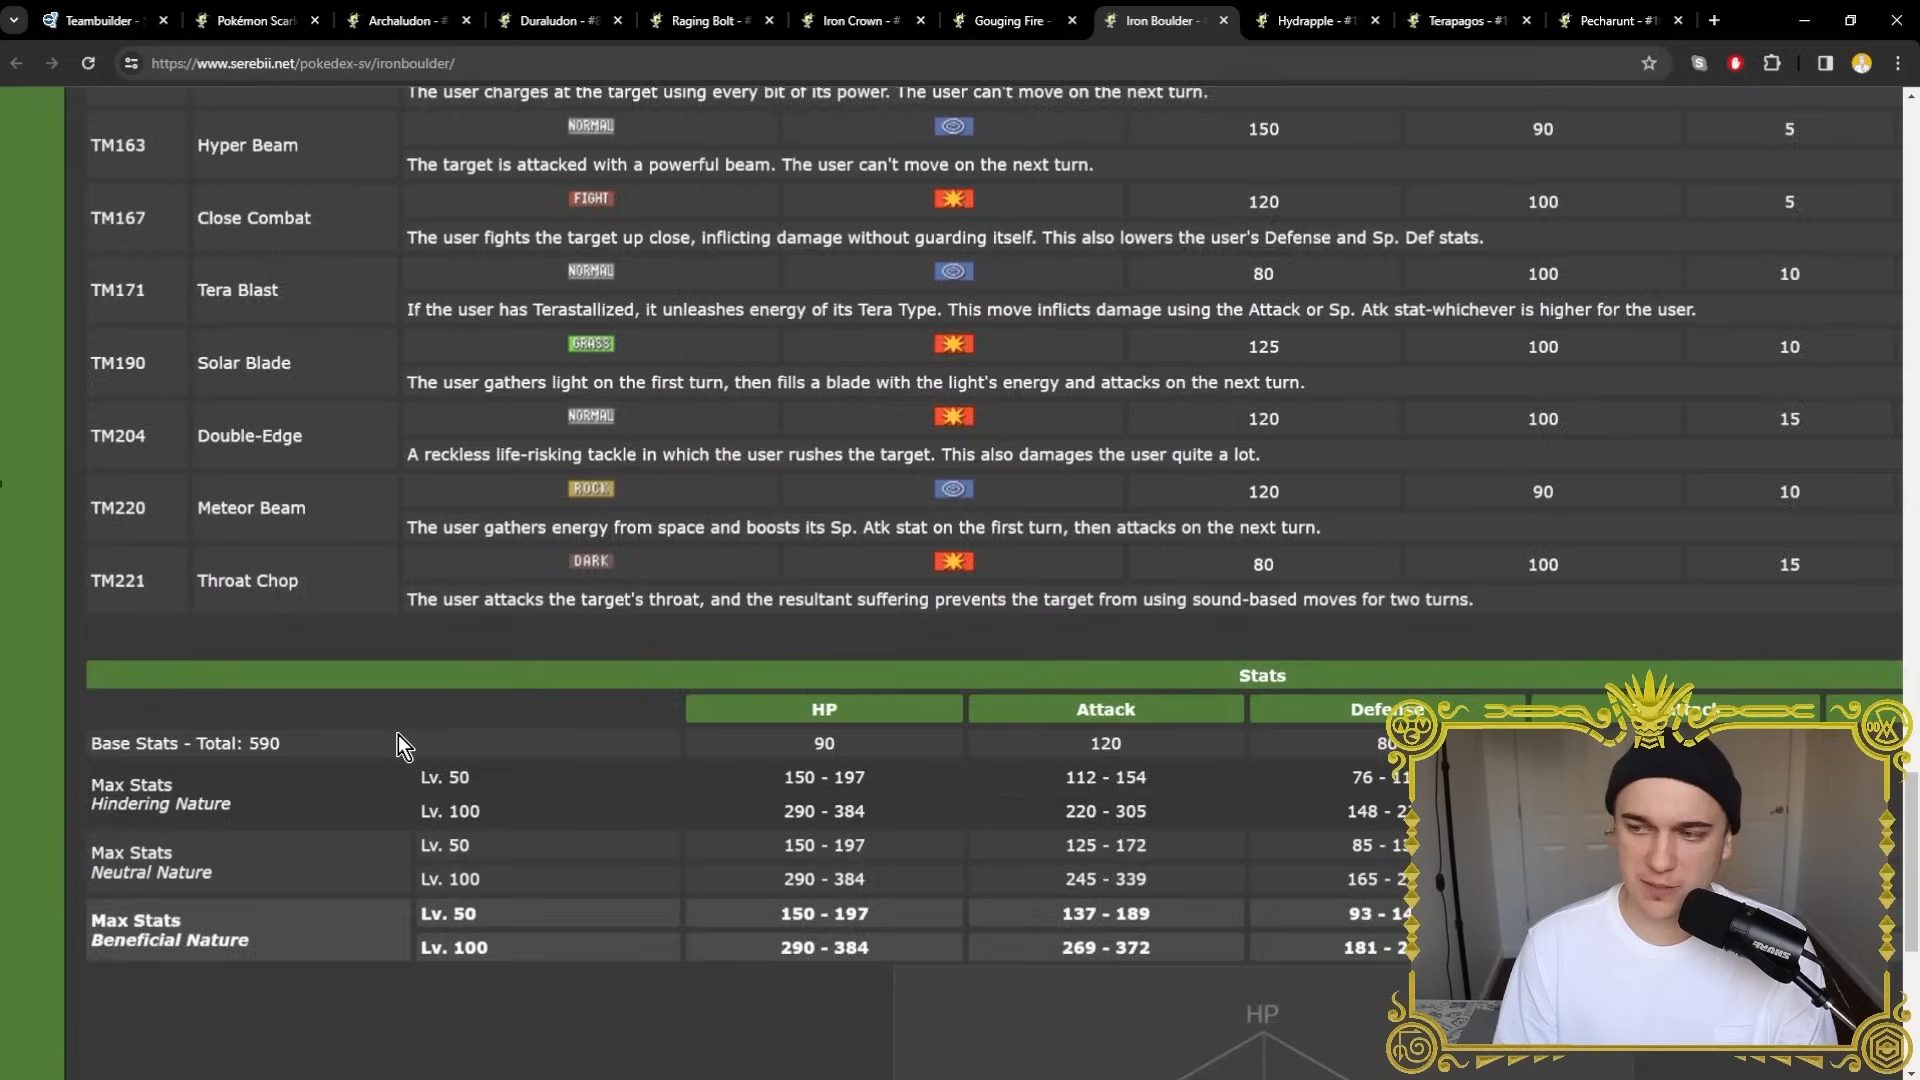 Teambuilder -
Pokémon Scarl
Archaludon - #
Duraludon - #8
Raging Bolt - #
Iron Crown - #
Gouging Fire -
Iron Boulder -
Hydrapple - #1
Terapagos - #1
Pecharunt - #1
https://www.serebii.net/pokedex-sv/ironboulder/
The user charges at the target using every bit of its power. The user can't move on the next turn.
TM163 Hyper Beam NORMAL 150 90 5
The target is attacked with a powerful beam. The user can't move on the next turn.
TM167 Close Combat FIGHT 120 100 5
The user fights the target up close, inflicting damage without guarding itself. This also lowers the user's Defense and Sp. Def stats.
TM171 Tera Blast NORMAL 80 100 10
If the user has Terastallized, it unleashes energy of its Tera Type. This move inflicts damage using the Attack or Sp. Atk stat-whichever is higher for the user.
TM190 Solar Blade GRASS 125 100 10
The user gathers light on the first turn, then fills a blade with the light's energy and attacks on the next turn.
TM204 Double-Edge NORMAL 120 100 15
A reckless life-risking tackle in which the user rushes the target. This also damages the user quite a lot.
TM220 Meteor Beam ROCK 120 90 10
The user gathers energy from space and boosts its Sp. Atk stat on the first turn, then attacks on the next turn.
TM221 Throat Chop DARK 80 100 15
The user attacks the target's throat, and the resultant suffering prevents the target from using sound-based moves for two turns.
Stats
HP Attack Defense
Base Stats - Total: 590 90 120 80
Max Stats
Hindering Nature
Lv. 50 150 - 197 112 - 154 76 - 11
Lv. 100 290 - 384 220 - 305 148 - 2
Max Stats
Neutral Nature
Lv. 50 150 - 197 125 - 172 85 - 1
Lv. 100 290 - 384 245 - 339 165 - 2
Max Stats
Beneficial Nature
Lv. 50 150 - 197 137 - 189 93 - 14
Lv. 100 290 - 384 269 - 372 181 - 2
HP
SHURE